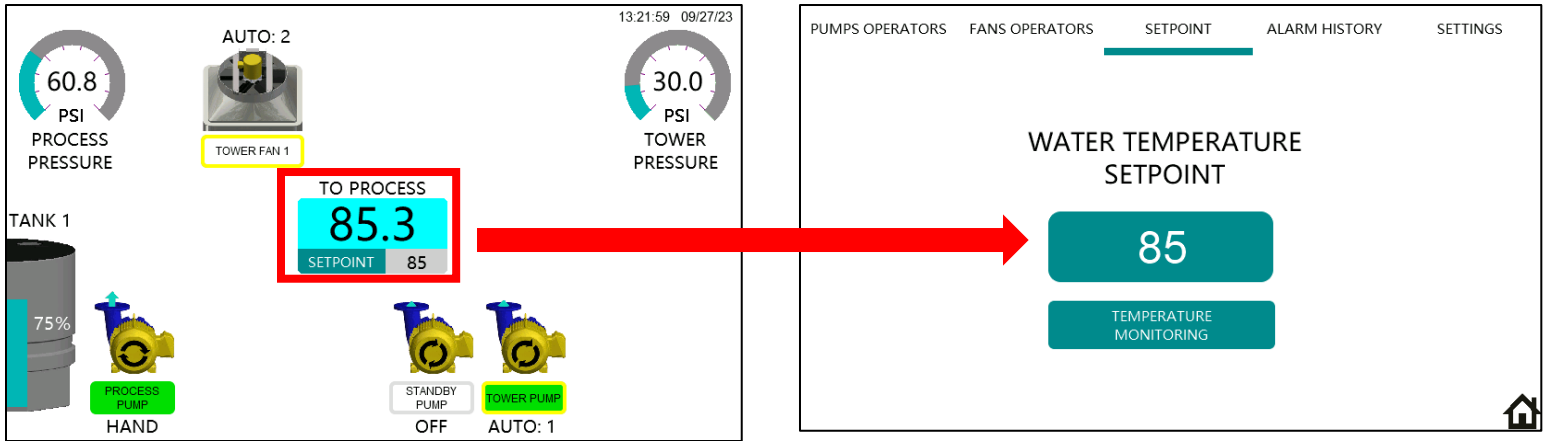 13:21:59 09/27/23
AUTO: 2
60.8
PSI
PROCESS
PRESSURE
TOWER FAN 1
30.0
PSI
TOWER
PRESSURE
TO PROCESS
85.3
SETPOINT 85
TANK 1
75%
PROCESS
PUMP
HAND
STANDBY
PUMP
OFF
TOWER PUMP
AUTO: 1
PUMPS OPERATORS FANS OPERATORS SETPOINT ALARM HISTORY SETTINGS
WATER TEMPERATURE
SETPOINT
85
TEMPERATURE
MONITORING